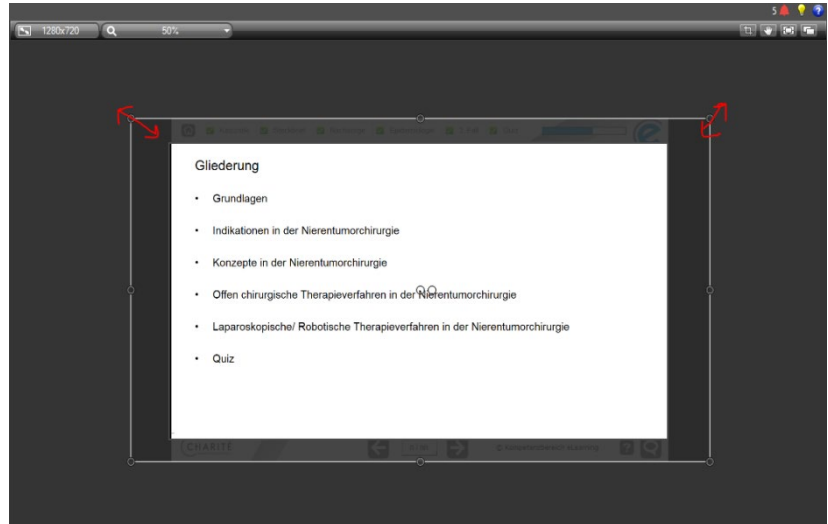 5
1280x720 50%
Gliederung
• Grundlagen
• Indikationen in der Nierentumorchirurgie
• Konzepte in der Nierentumorchirurgie
• Offen chirurgische Therapieverfahren in der Nierentumorchirurgie
• Laparoskopische/ Robotische Therapieverfahren in der Nierentumorchirurgie
• Quiz
CHARITÉ ?